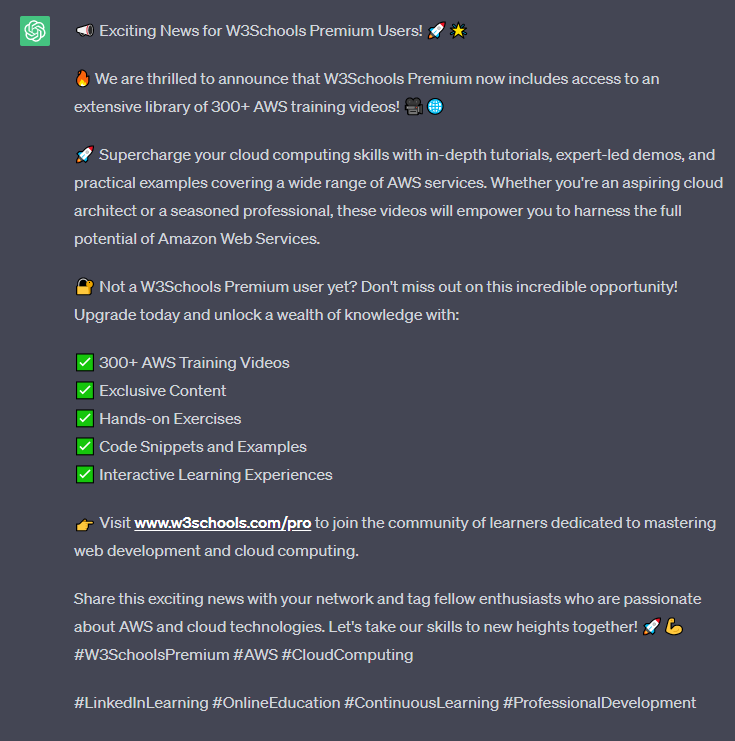 📢 Exciting News for W3Schools Premium Users! 🚀🌟
🔥 We are thrilled to announce that W3Schools Premium now includes access to an
extensive library of 300+ AWS training videos! 🎥🌐
🚀 Supercharge your cloud computing skills with in-depth tutorials, expert-led demos, and
practical examples covering a wide range of AWS services. Whether you're an aspiring cloud
architect or a seasoned professional, these videos will empower you to harness the full
potential of Amazon Web Services.
🔐 Not a W3Schools Premium user yet? Don't miss out on this incredible opportunity!
Upgrade today and unlock a wealth of knowledge with:
✅ 300+ AWS Training Videos
✅ Exclusive Content
✅ Hands-on Exercises
✅ Code Snippets and Examples
✅ Interactive Learning Experiences
👉 Visit www.w3schools.com/pro to join the community of learners dedicated to mastering
web development and cloud computing.
Share this exciting news with your network and tag fellow enthusiasts who are passionate
about AWS and cloud technologies. Let's take our skills to new heights together! 🚀💪
#W3SchoolsPremium #AWS #CloudComputing
#LinkedInLearning #OnlineEducation #ContinuousLearning #ProfessionalDevelopment